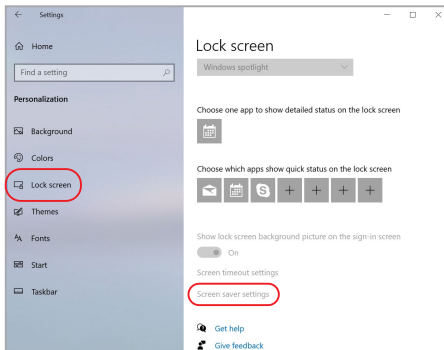 Settings
Home
Find a setting
Personalization
Background
Colors
Lock screen
Themes
Fonts
Start
Taskbar
Lock screen
Windows spotlight
Choose one app to show detailed status on the lock screen
Choose which apps show quick status on the lock screen
Show lock screen background picture on the sign-in screen
On
Screen timeout settings
Screen saver settings
Get help
Give feedback